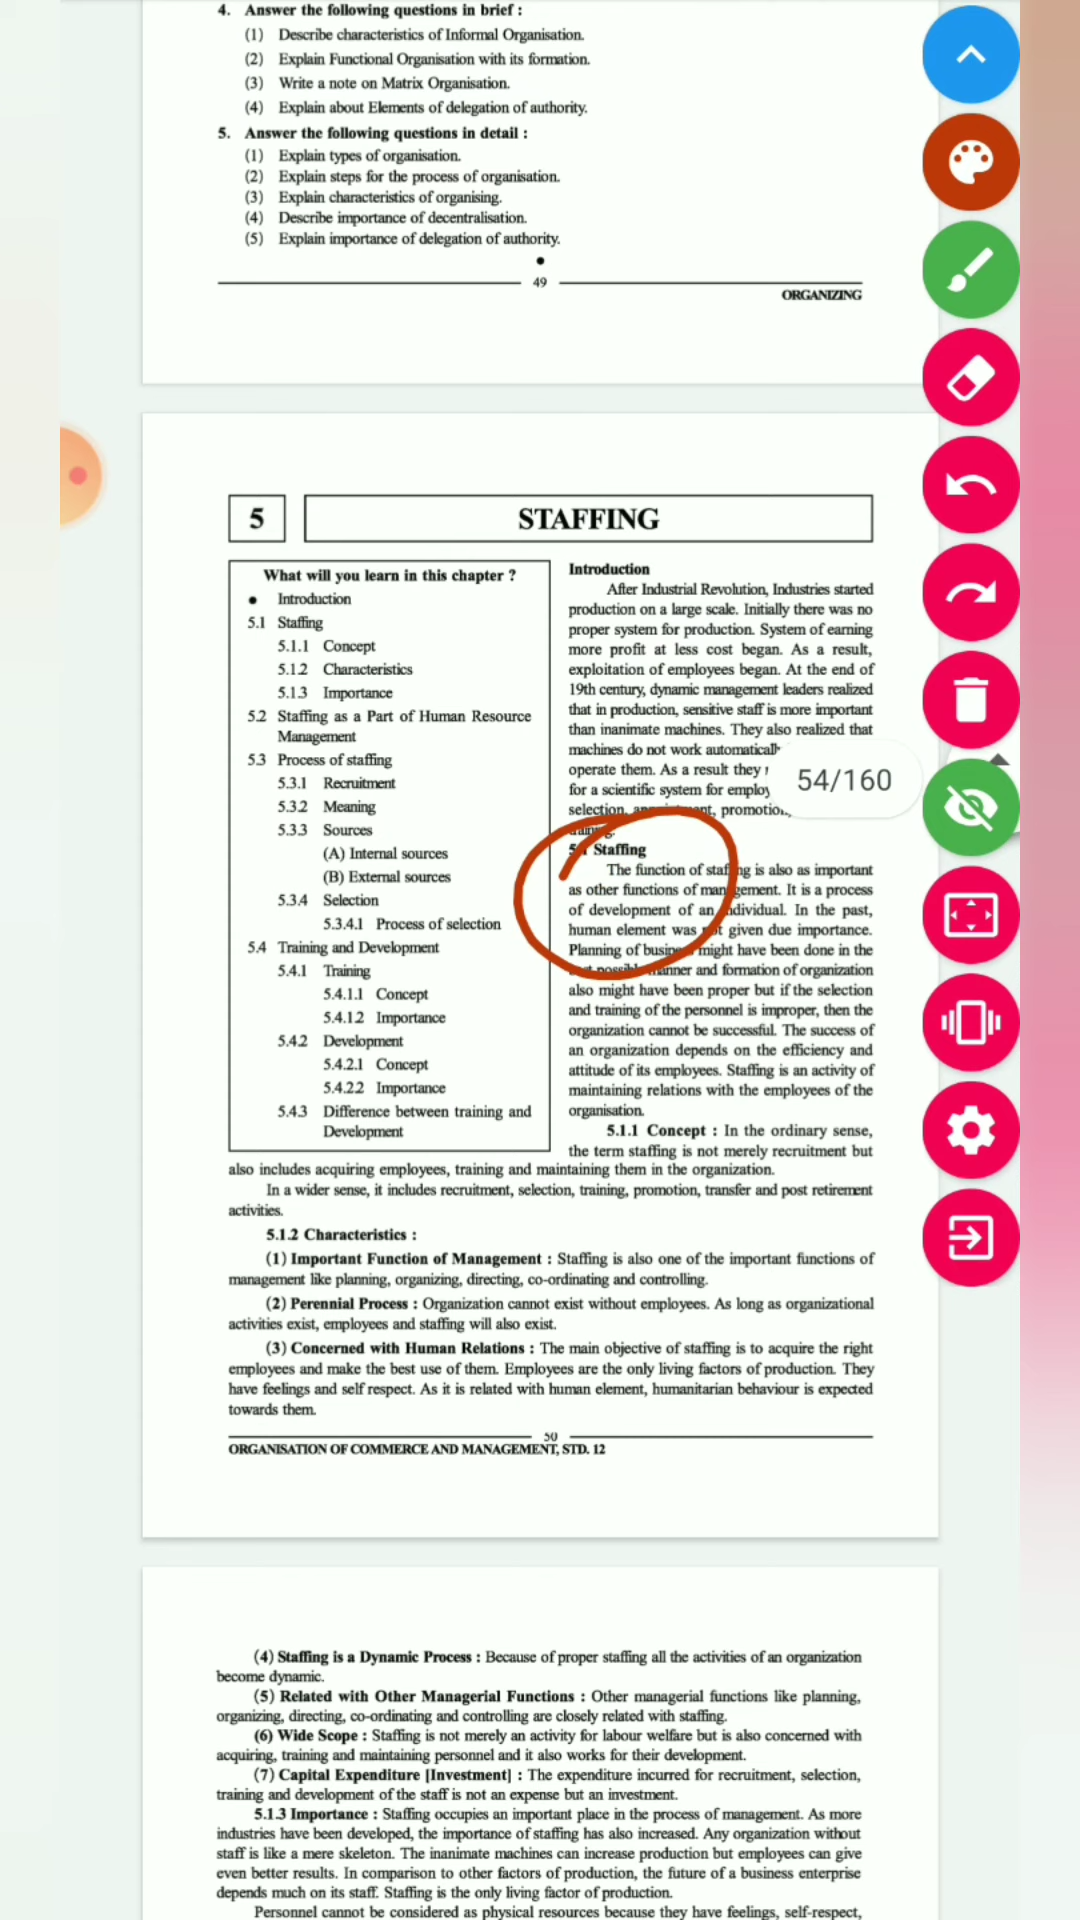 4. Answer the following questions in brief :
(1) Describe characteristics of Informal Organisation.
(2) Explain Functional Organisation with its formation.
(3) Write a note on Matrix Organisation.
(4) Explain about Elements of delegation of authority.
5. Answer the following questions in detail :
(1) Explain types of organisation.
(2) Explain steps for the process of organisation.
(3) Explain characteristics of organising.
(4) Describe importance of decentralisation.
(5) Explain importance of delegation of authority.
49
ORGANIZING
5
STAFFING
What will you learn in this chapter ?
• Introduction
5.1 Staffing
5.1.1 Concept
5.1.2 Characteristics
5.1.3 Importance
5.2 Staffing as a Part of Human Resource
Management
5.3 Process of staffing
5.3.1 Recruitment
5.3.2 Meaning
5.3.3 Sources
(A) Internal sources
(B) External sources
5.3.4 Selection
5.3.4.1 Process of selection
5.4 Training and Development
5.4.1 Training
5.4.1.1 Concept
5.4.1.2 Importance
5.4.2 Development
5.4.2.1 Concept
5.4.2.2 Importance
5.4.3 Difference between training and
Development
Introduction
After Industrial Revolution, Industries started
production on a large scale. Initially there was no
proper system for production. System of earning
more profit at less cost began. As a result,
exploitation of employees began. At the end of
19th century, dynamic management leaders realized
that in production, sensitive staff is more important
than inanimate machines. They also realized that
machines do not work
operate them. As a result they
for a scientific system for
selection, promotion,
54/160
Staffing
The function of is also as important
as other functions of management. It is a process
of development of an individual. In the past,
human element was not given due importance.
Planning of business might have been done in the
possible manner and formation of organization
also might have been proper but if the selection
and training of the personnel is improper, then the
organization cannot be successful. The success of
an organization depends on the efficiency and
attitude of its employees. Staffing is an activity of
maintaining relations with the employees of the
organisation.
5.1.1 Concept : In the ordinary sense,
the term staffing is not merely recruitment but
also includes acquiring employees, training and maintaining them in the organization.
In a wider sense, it includes recruitment, selection, training, promotion, transfer and post retirement
activities.
5.1.2 Characteristics :
(1) Important Function of Management : Staffing is also one of the important functions of
management like planning, organizing, directing, co-ordinating and controlling.
(2) Perennial Process : Organization cannot exist without employees. As long as organizational
activities exist, employees and staffing will also exist.
(3) Concerned with Human Relations : The main objective of staffing is to acquire the right
employees and make the best use of them. Employees are the only living factors of production. They
have feelings and self respect. As it is related with human element, humanitarian behaviour is expected
towards them.
50
ORGANISATION OF COMMERCE AND MANAGEMENT, STD. 12
(4) Staffing is a Dynamic Process : Because of proper staffing all the activities of an organization
become dynamic.
(5) Related with Other Managerial Functions : Other managerial functions like planning,
organizing, directing, co-ordinating and controlling are closely related with staffing.
(6) Wide Scope : Staffing is not merely an activity for labour welfare but is also concerned with
acquiring, training and maintaining personnel and it also works for their development.
(7) Capital Expenditure [Investment] : The expenditure incurred for recruitment, selection,
training and development of the staff is not an expense but an investment.
5.1.3 Importance : Staffing occupies an important place in the process of management. As more
industries have been developed, the importance of staffing has also increased. Any organization without
staff is like a mere skeleton. The inanimate machines can increase production but employees can give
even better results. In comparison to other factors of production, the future of a business enterprise
depends much on its staff. Staffing is the only living factor of production.
Personnel cannot be considered as physical resources because they have feelings, self-respect,